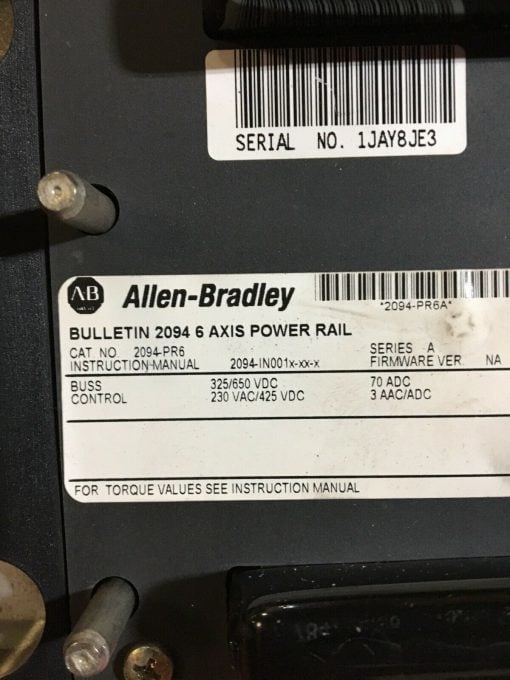 SERIAL NO. 1JAY8JE3
AB Allen-Bradley
*2094-PR6A*
BULLETIN 2094 6 AXIS POWER RAIL
CAT. NO. 2094-PR6 SERIES A
INSTRUCTION MANUAL 2094-IN001x-xx-x FIRMWARE VER. NA
BUSS 325/650 VDC 70 ADC
CONTROL 230 VAC/425 VDC 3 AAC/ADC
FOR TORQUE VALUES SEE INSTRUCTION MANUAL